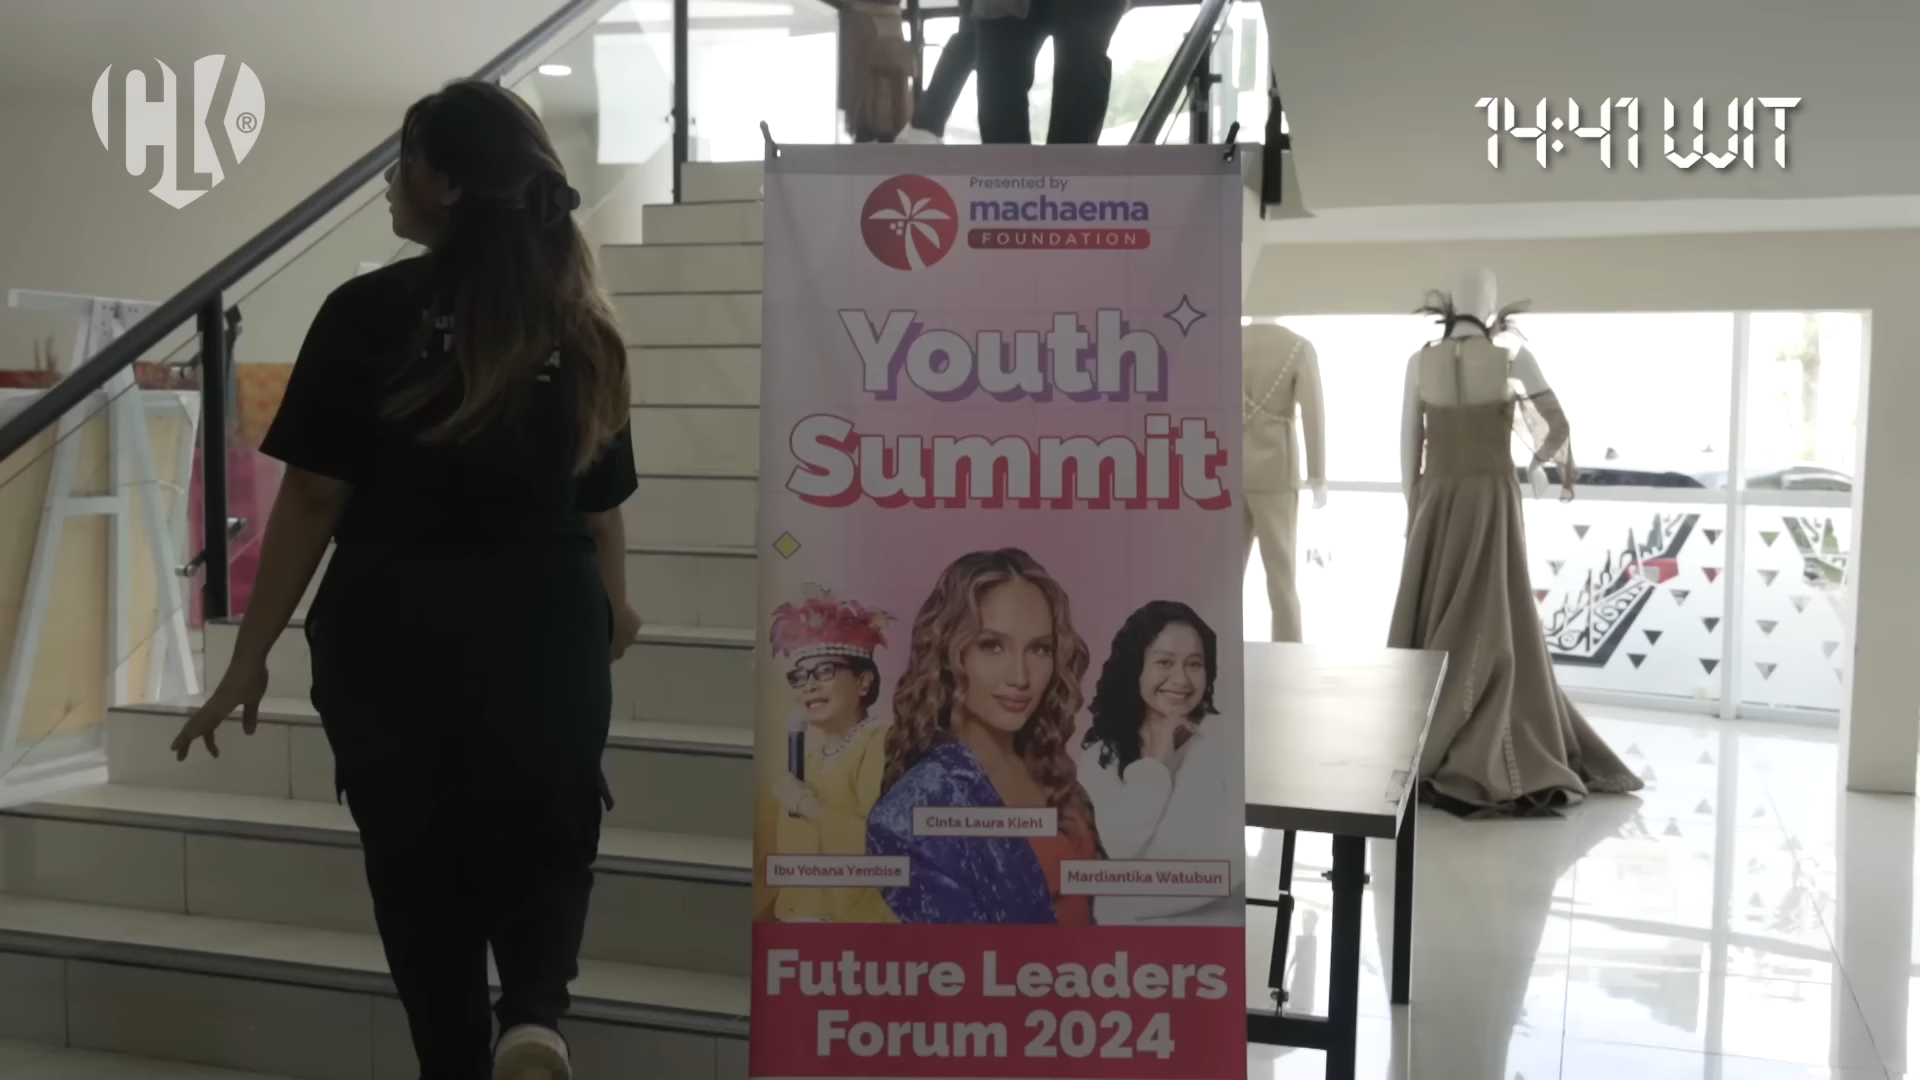 CLK®
14:41 WIT
Presented by
machaema
FOUNDATION
Youth
Summit
Cinta Laura Kiehl
Ibu Yohana Yembise
Mardiantika Watubun
Future Leaders
Forum 2024